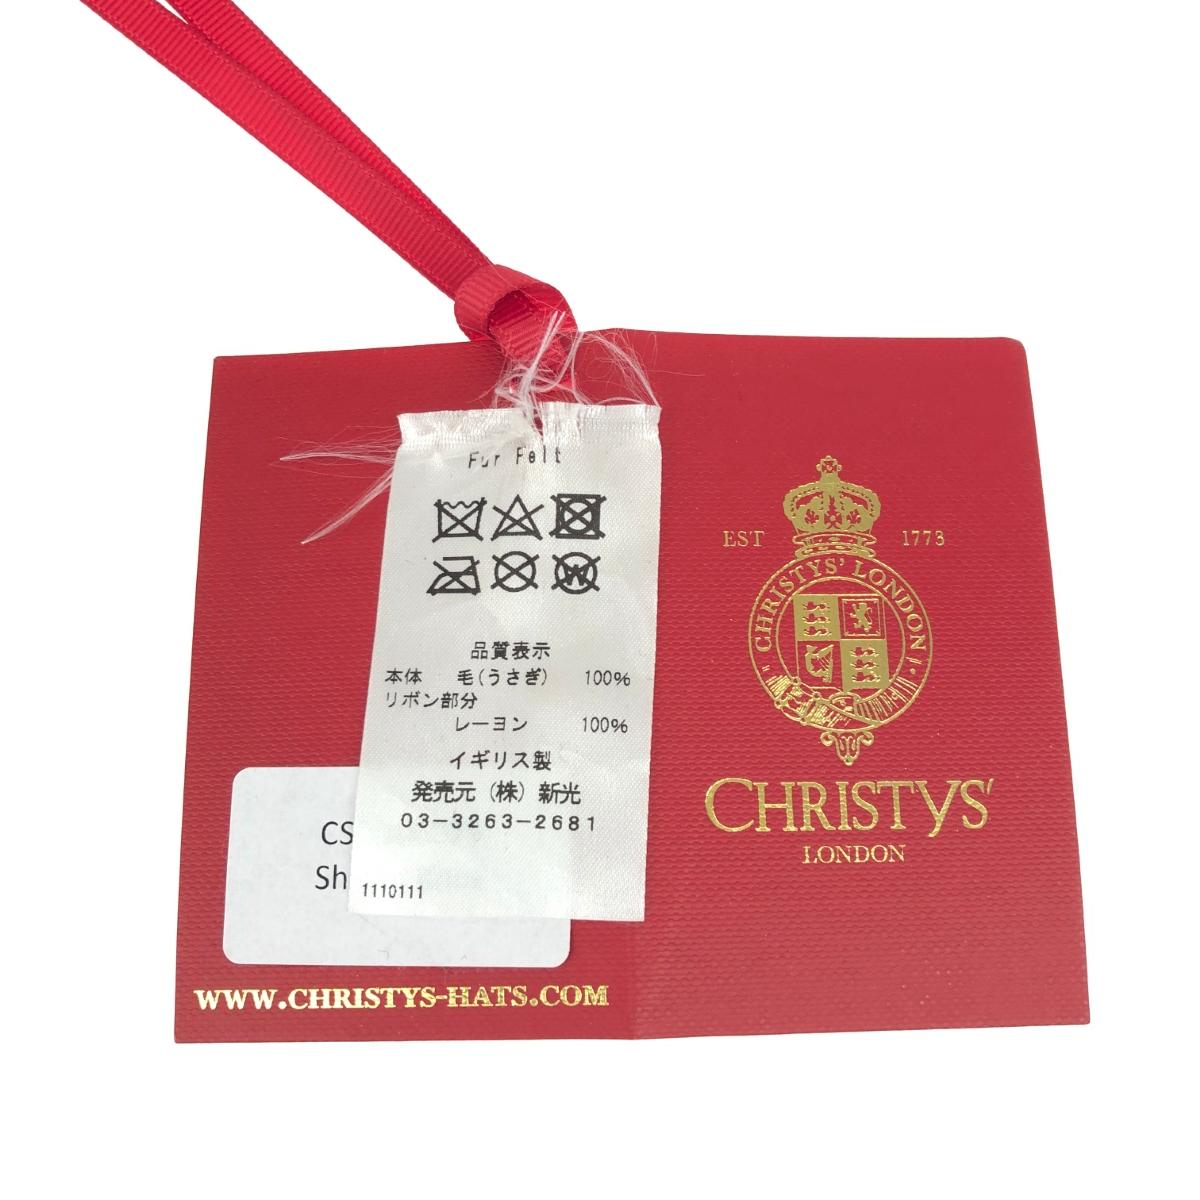 Fur Felt
品質表示
本体 毛(うさぎ) 100%
リボン部分
レーヨン 100%
イギリス製
発売元 (株) 新光
03-3263-2681
1110111
CS
Sh
WWW.CHRISTYS-HATS.COM
EST 1773
CHRISTYS' LONDON
CHRISTYS'
LONDON